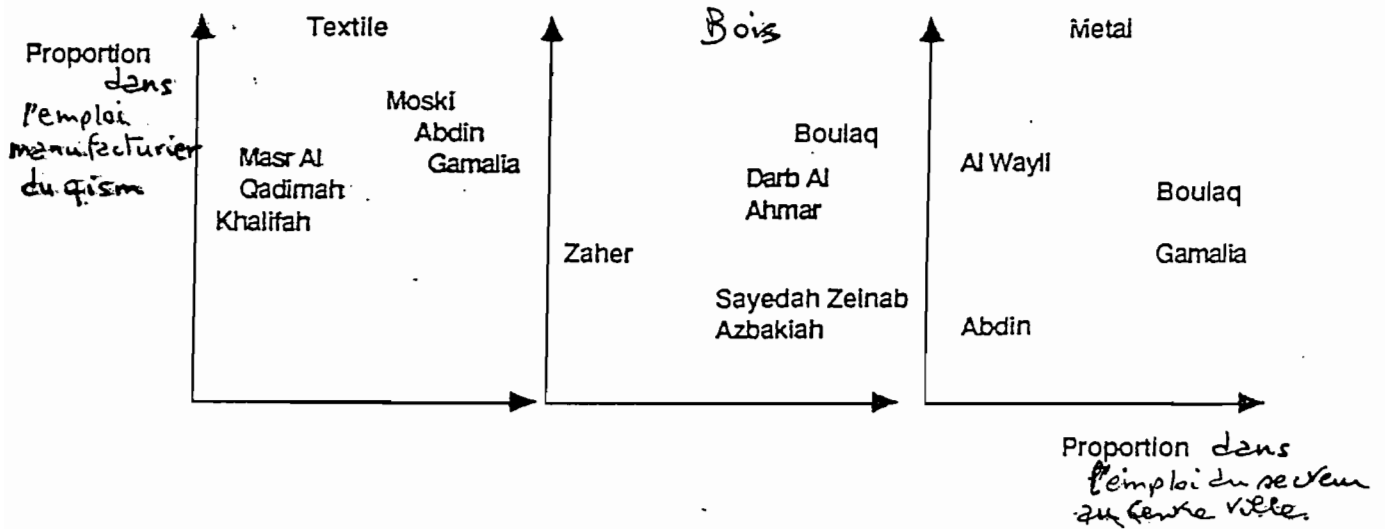 Textile
Bois
Metal
Proportion
dans
l'emploi
manufacturier
du qism
Moski
Abdin
Gamalia
Masr Al
Qadimah
Khalifah
Boulaq
Darb Al
Ahmar
Zaher
Sayedah Zeinab
Azbakiah
Al Wayli
Boulaq
Gamalia
Abdin
Proportion dans
l'emploi du secteur
au centre ville.